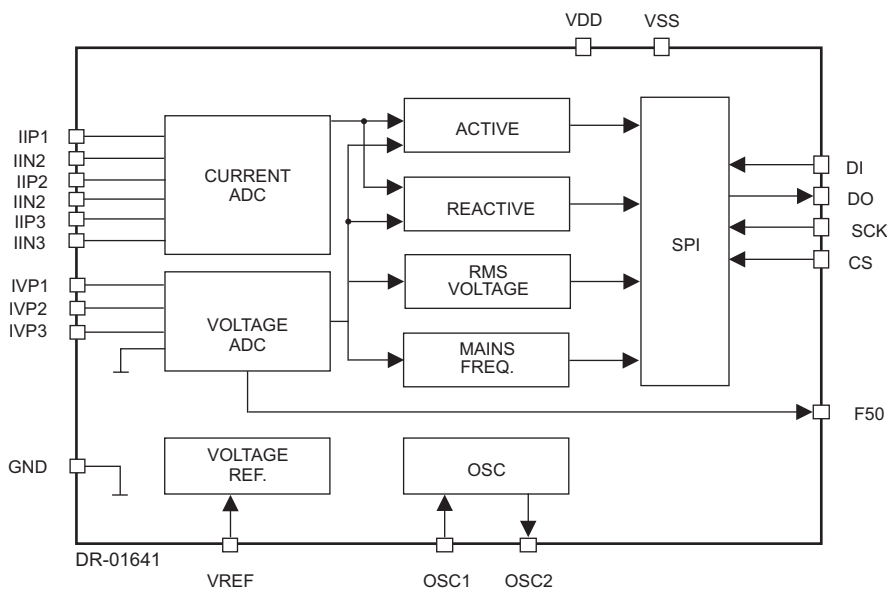 VDD
VSS
IIP1
IIN2
IIP2
IIN2
IIP3
IIN3
IVP1
IVP2
IVP3
GND
CURRENT
ADC
VOLTAGE
ADC
ACTIVE
REACTIVE
RMS
VOLTAGE
MAINS
FREQ.
SPI
DI
DO
SCK
CS
F50
VOLTAGE
REF.
OSC
DR-01641
VREF
OSC1
OSC2